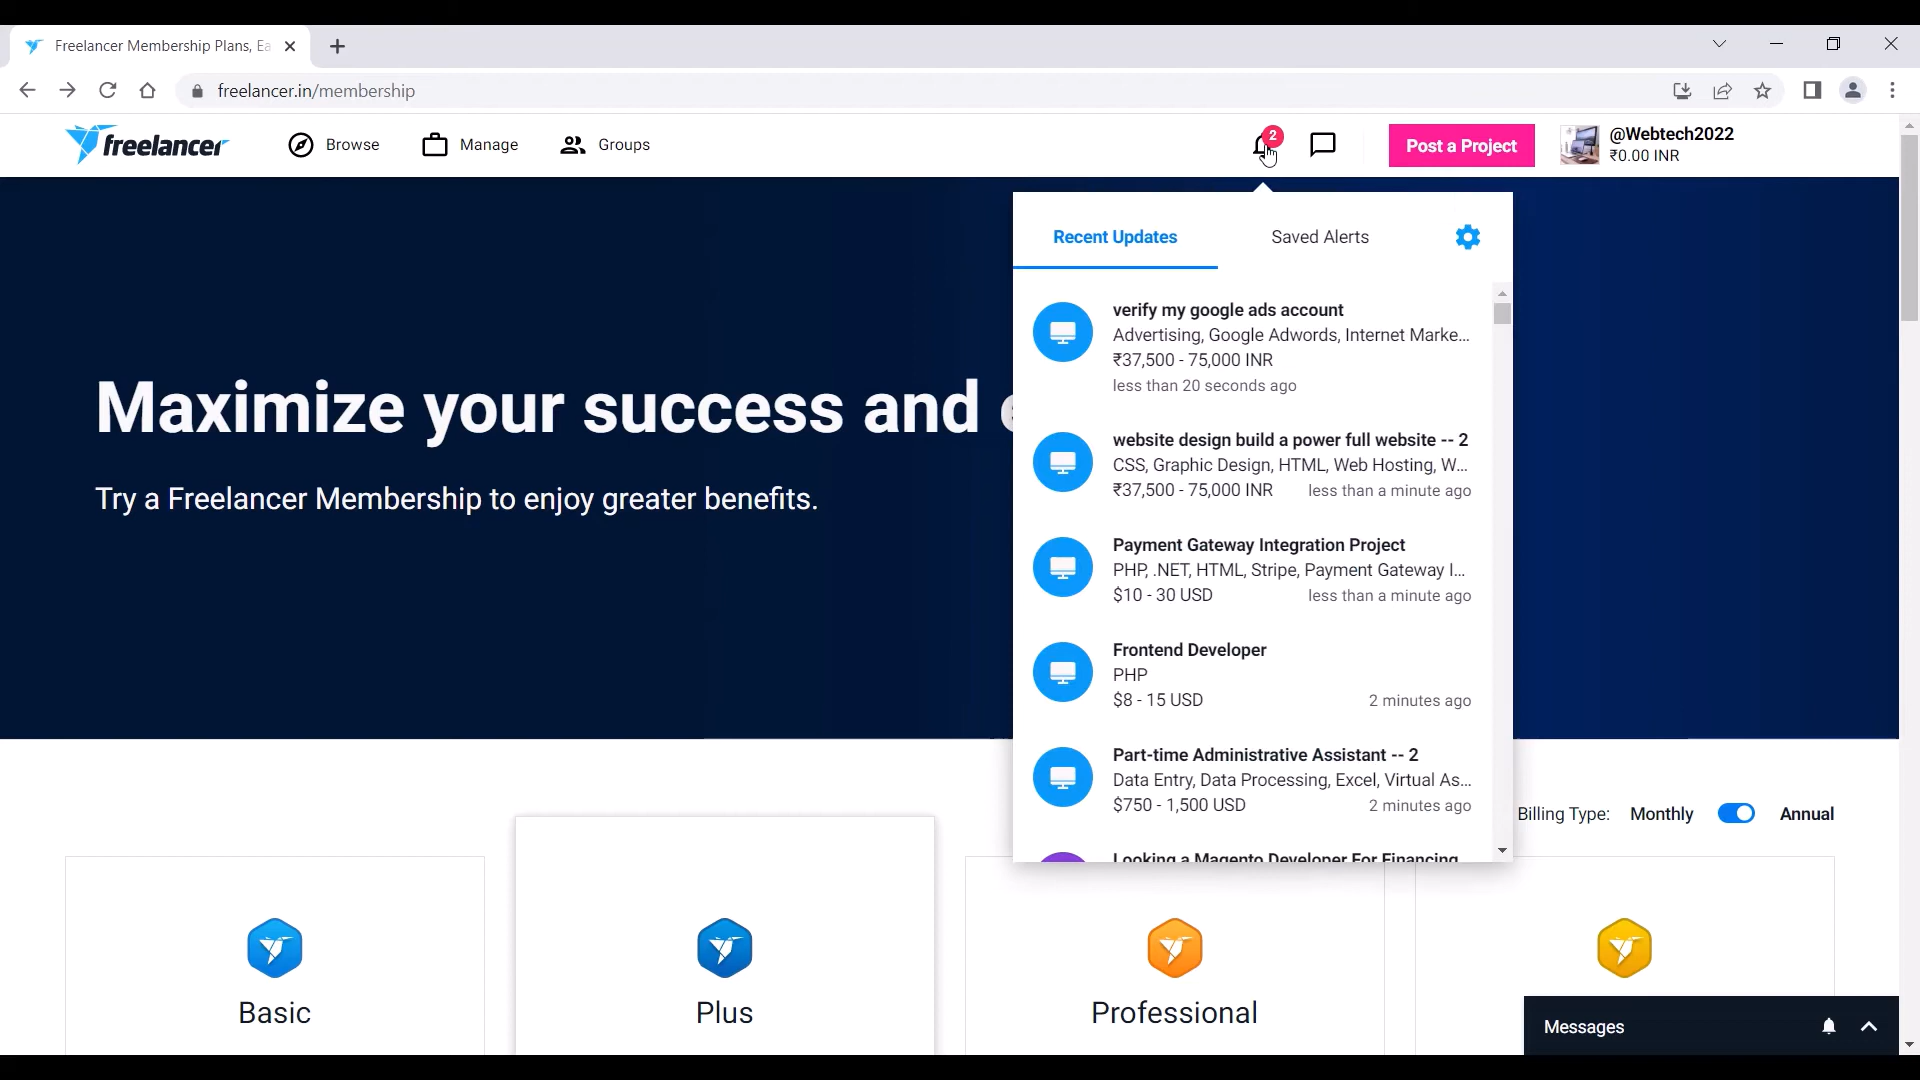 Freelancer Membership Plans, Ea
freelancer.in/membership
freelancer
Browse
Manage
Groups
2
Post a Project
@Webtech2022
₹0.00 INR
Recent Updates
Saved Alerts
verify my google ads account
Advertising, Google Adwords, Internet Marke...
₹37,500 - 75,000 INR
less than 20 seconds ago
website design build a power full website -- 2
CSS, Graphic Design, HTML, Web Hosting, W...
₹37,500 - 75,000 INR less than a minute ago
Payment Gateway Integration Project
PHP, .NET, HTML, Stripe, Payment Gateway I...
$10 - 30 USD less than a minute ago
Frontend Developer
PHP
$8 - 15 USD 2 minutes ago
Part-time Administrative Assistant -- 2
Data Entry, Data Processing, Excel, Virtual As...
$750 - 1,500 USD 2 minutes ago
Looking a Magento Developer For Financing
Maximize your success and
Try a Freelancer Membership to enjoy greater benefits.
Billing Type: Monthly Annual
Basic
Plus
Professional
Messages